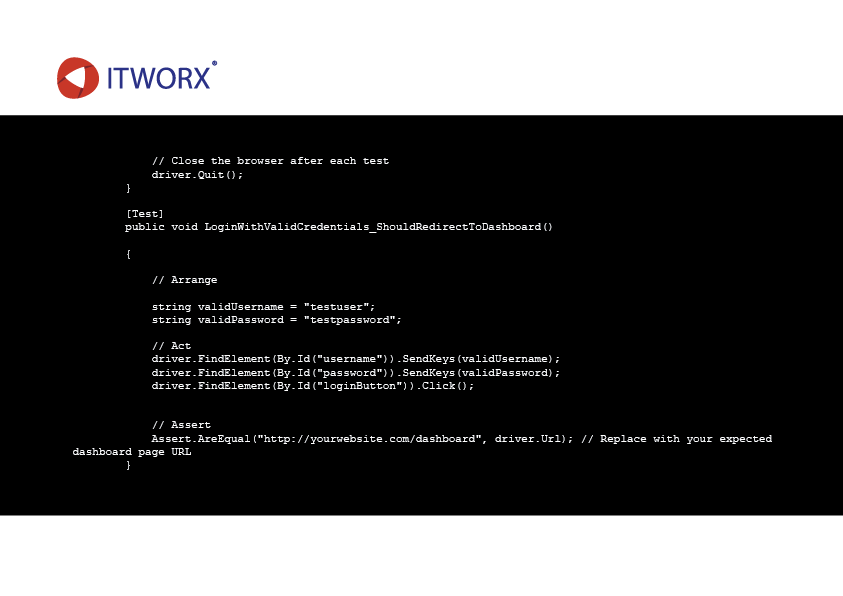 ITWORX®
// Close the browser after each test
driver.Quit();
}
[Test]
public void LoginWithValidCredentials_ShouldRedirectToDashboard()
{
// Arrange
string validUsername = "testuser";
string validPassword = "testpassword";
// Act
driver.FindElement(By.Id("username")).SendKeys(validUsername);
driver.FindElement(By.Id("password")).SendKeys(validPassword);
driver.FindElement(By.Id("loginButton")).Click();
// Assert
Assert.AreEqual("http://yourwebsite.com/dashboard", driver.Url); // Replace with your expected
dashboard page URL
}